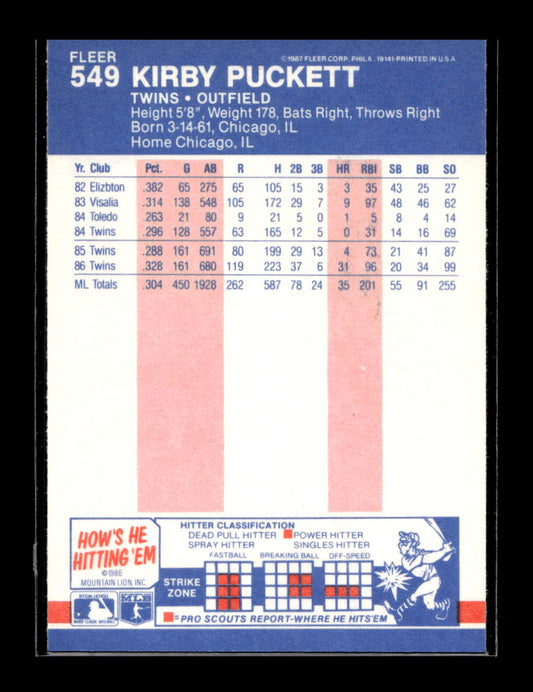 FLEER
549 KIRBY PUCKETT
©1987 FLEER CORP. PHILA. 19141-PRINTED IN U.S.A.
TWINS • OUTFIELD
Height 5'8", Weight 178, Bats Right, Throws Right
Born 3-14-61, Chicago, IL
Home Chicago, IL
Yr. Club Pct. G AB R H 2B 3B HR RBI SB BB SO
82 Elizbton .382 65 275 65 105 15 3 3 35 43 25 27
83 Visalia .314 138 548 105 172 29 7 9 97 48 46 62
84 Toledo .263 21 80 9 21 5 0 1 5 8 4 14
84 Twins .296 128 557 63 165 12 5 0 31 14 16 69
85 Twins .288 161 691 80 199 29 13 4 73 21 41 87
86 Twins .328 161 680 119 223 37 6 31 96 20 34 99
ML Totals .304 450 1928 262 587 78 24 35 201 55 91 255
HOW'S HE
HITTING 'EM
©1986
MOUNTAIN LION, INC
HITTER CLASSIFICATION
DEAD PULL HITTER POWER HITTER
SPRAY HITTER SINGLES HITTER
FASTBALL BREAKING BALL OFF-SPEED
STRIKE
ZONE
=PRO SCOUTS REPORT-WHERE HE HITS'EM
OFFICIAL LICENSEE
MAJOR LEAGUE BASEBALL